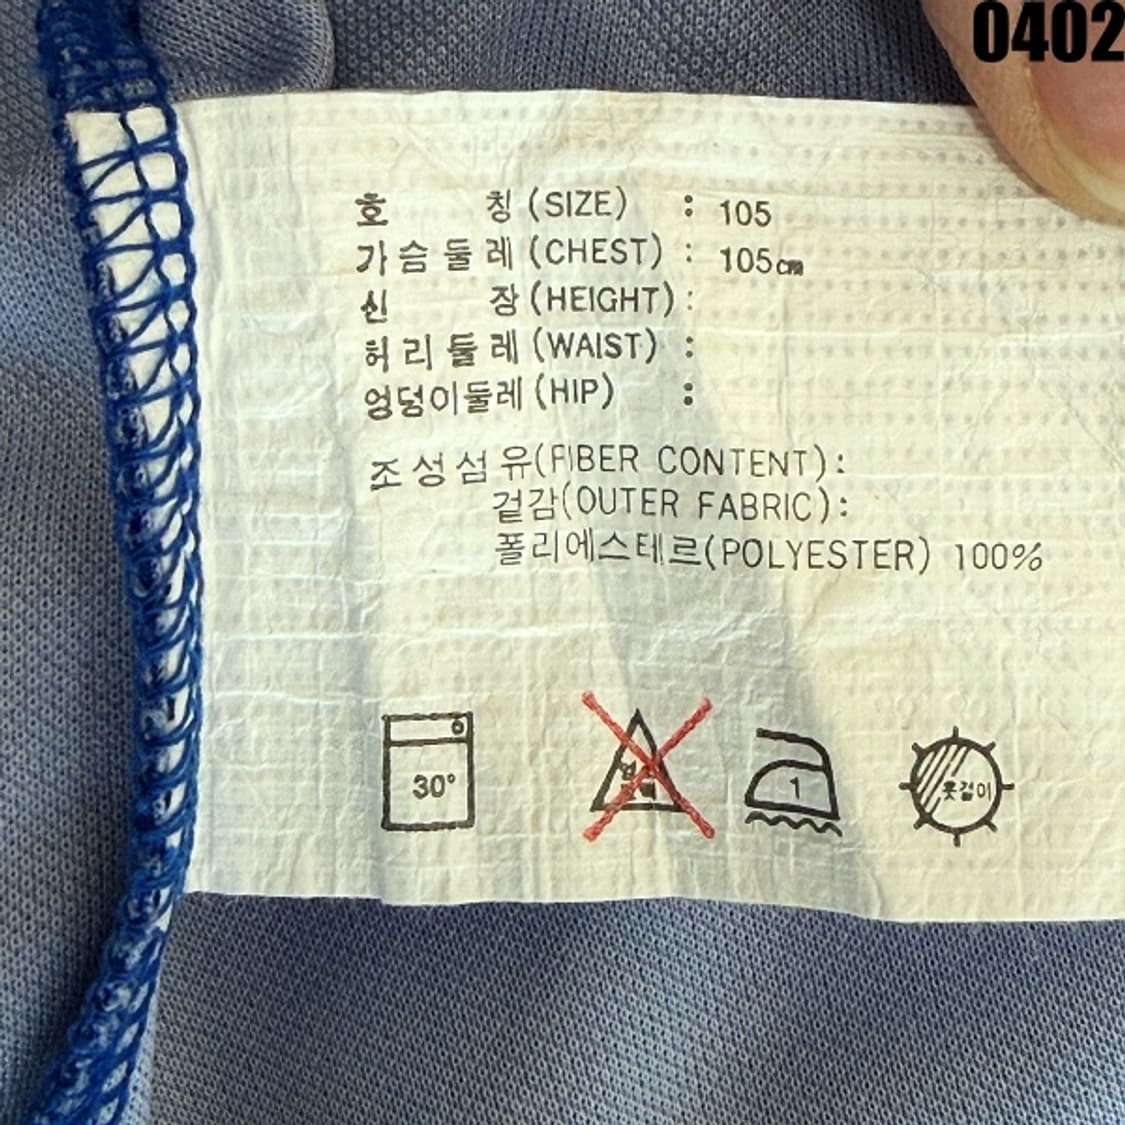 0402
호 칭 (SIZE) : 105
가슴둘레 (CHEST) : 105㎝
신 장 (HEIGHT) :
허리둘레 (WAIST) :
엉덩이둘레 (HIP) :
조성섬유(FIBER CONTENT):
겉감(OUTER FABRIC):
폴리에스테르(POLYESTER) 100%
30°
1
옷걸이